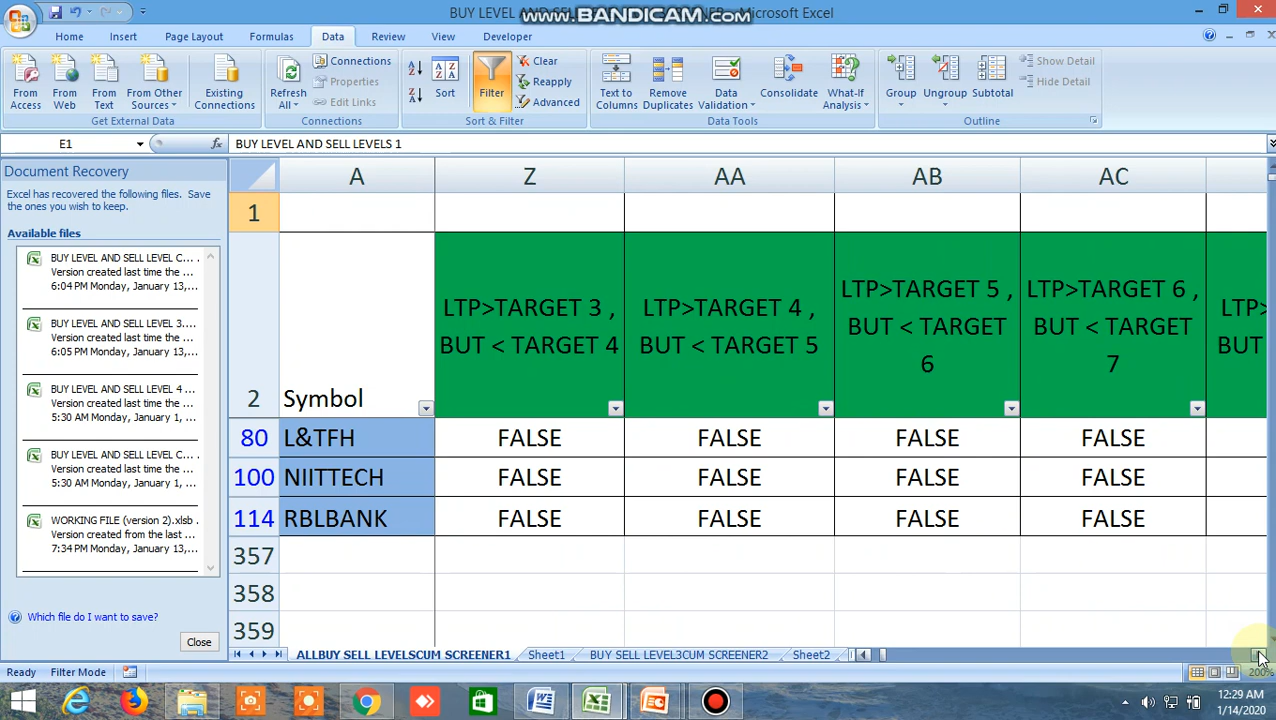 BUY LEVEL AND
www.BANDICAM.com
- Microsoft Excel
Home Insert Page Layout Formulas Data Review View Developer
From Access
From Web
From Text
From Other Sources
Existing Connections
Get External Data
Refresh All
Connections
Properties
Edit Links
Connections
Sort
Filter
Clear
Reapply
Advanced
Sort & Filter
Text to Columns
Remove Duplicates
Data Validation
Consolidate
What-If Analysis
Data Tools
Group
Ungroup
Subtotal
Show Detail
Hide Detail
Outline
E1 fx BUY LEVEL AND SELL LEVELS 1
Document Recovery
Excel has recovered the following files. Save
the ones you wish to keep.
Available files
BUY LEVEL AND SELL LEVEL C... .
Version created last time the ...
6:04 PM Monday, January 13,...
BUY LEVEL AND SELL LEVEL 3....
Version created last time the ...
6:05 PM Monday, January 13,...
BUY LEVEL AND SELL LEVEL 4 .
Version created last time the ...
5:30 AM Monday, January 1, ...
BUY LEVEL AND SELL LEVEL C... .
Version created last time the ...
5:30 AM Monday, January 1, ...
WORKING FILE (version 2).xlsb .
Version created from the last ...
7:34 PM Monday, January 13,...
Which file do I want to save?
Close
A Z AA AB AC
1
2 Symbol
LTP>TARGET 3 ,
BUT < TARGET 4
LTP>TARGET 4 ,
BUT < TARGET 5
LTP>TARGET 5 ,
BUT < TARGET
6
LTP>TARGET 6 ,
BUT < TARGET
7
LTP>
BUT
80 L&TFH FALSE FALSE FALSE FALSE
100 NIITTECH FALSE FALSE FALSE FALSE
114 RBLBANK FALSE FALSE FALSE FALSE
357
358
359
ALLBUY SELL LEVELSCUM SCREENER1 Sheet1 BUY SELL LEVEL3CUM SCREENER2 Sheet2
Ready Filter Mode 200%
12:29 AM
1/14/2020